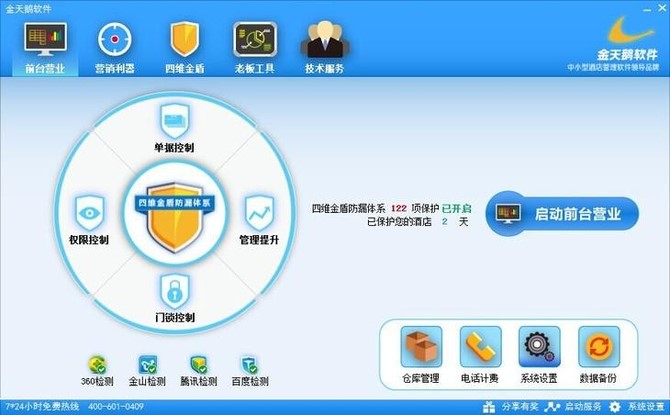 金天鹅软件
前台营业
营销利器
四维金盾
老板工具
技术服务
金天鹅软件
中小型酒店管理软件领导品牌
单据控制
四维金盾防漏体系
权限控制
管理提升
门锁控制
四维金盾防漏体系 122 项保护 已开启
已保护您的酒店 2 天
启动前台营业
360检测
金山检测
腾讯检测
百度检测
仓库管理
电话计费
系统设置
数据备份
7*24小时免费热线 400-601-0409
分享有奖
启动服务
系统设置